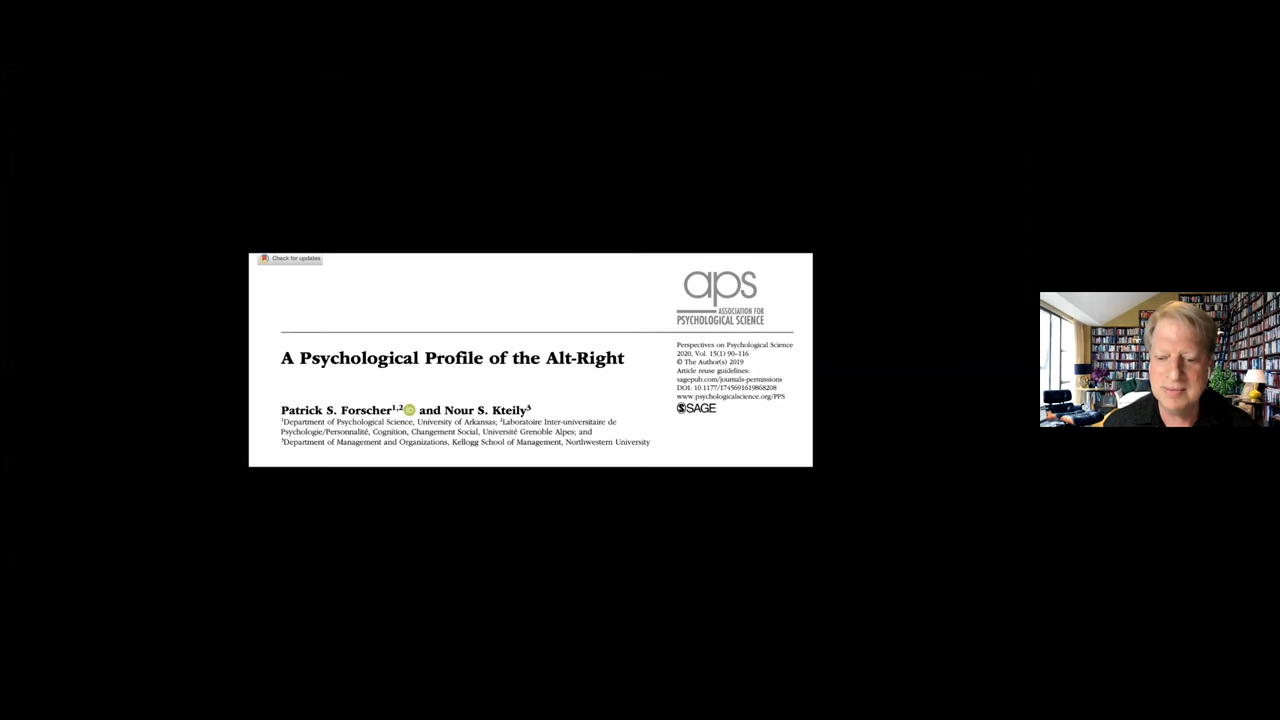 Check for updates
aps
ASSOCIATION FOR
PSYCHOLOGICAL SCIENCE
A Psychological Profile of the Alt-Right
Perspectives on Psychological Science
2020, Vol. 15(1) 90–116
© The Author(s) 2019
Article reuse guidelines:
sagepub.com/journals-permissions
DOI: 10.1177/1745691619868208
www.psychologicalscience.org/PPS
SAGE
Patrick S. Forscher1,2 iD and Nour S. Kteily3
1Department of Psychological Science, University of Arkansas; 2Laboratoire Inter-universitaire de
Psychologie/Personnalité, Cognition, Changement Social, Université Grenoble Alpes; and
3Department of Management and Organizations, Kellogg School of Management, Northwestern University